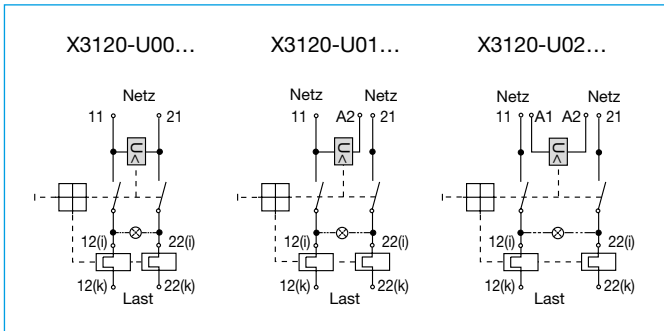 X3120-U00...
X3120-U01...
X3120-U02...
Netz
11
21
U<
12(i)
22(i)
12(k)
22(k)
Last
Netz
Netz
11
A2
21
U<
12(i)
22(i)
12(k)
22(k)
Last
Netz
Netz
11
A1
A2
21
U<
12(i)
22(i)
12(k)
22(k)
Last